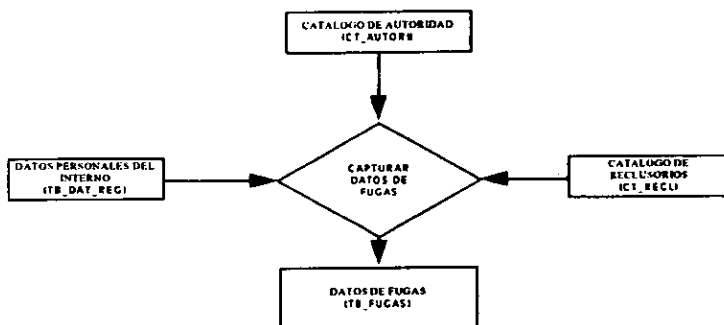 CATALOGO DE AUTORIDAD
(CT_AUTORI)
DATOS PERSONALES DEL
INTERNO
(TB_DAT_REG)
CAPTURAR
DATOS DE
FUGAS
CATALOGO DE
RECLUSORIOS
(CT_RECL)
DATOS DE FUGAS
(TB_FUGAS)